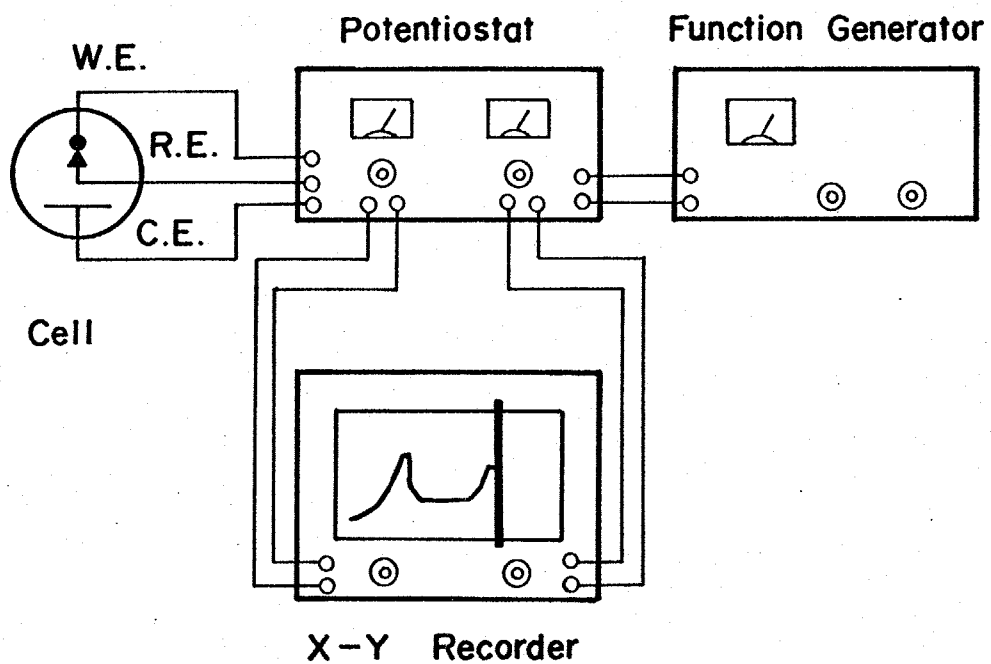 Potentiostat
Function Generator
W.E.
R.E.
C.E.
Cell
X-Y Recorder